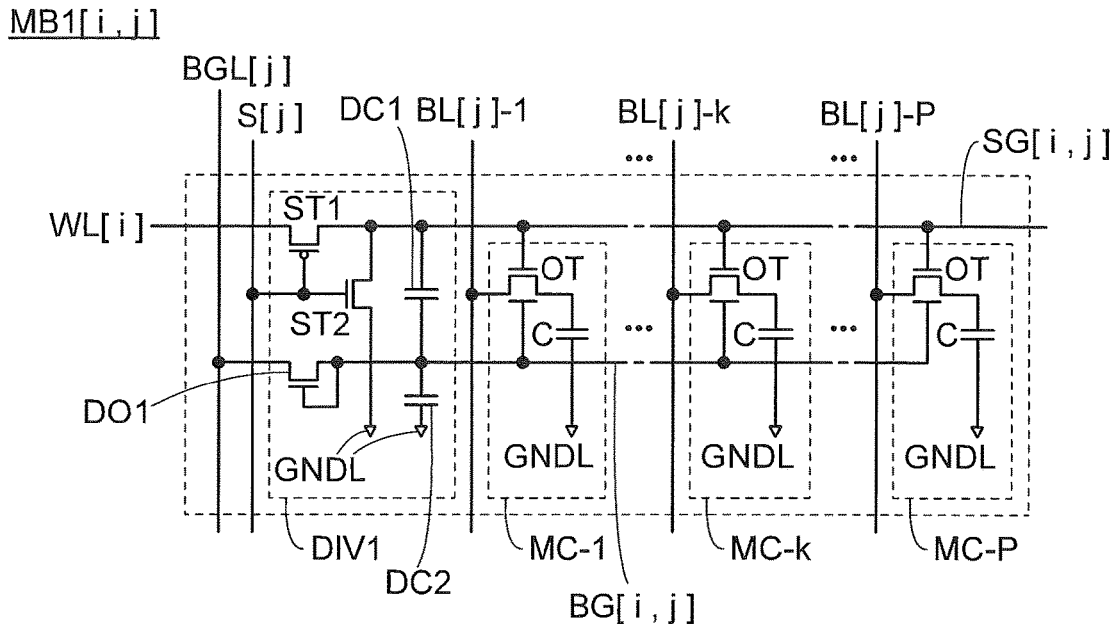 MB1[i,j]
BGL[j]
S[j]
DC1
BL[j]-1
BL[j]-k
BL[j]-P
SG[i,j]
WL[i]
ST1
ST2
OT
OT
OT
C
C
C
DO1
GNDL
GNDL
GNDL
GNDL
DIV1
DC2
MC-1
MC-k
MC-P
BG[i,j]